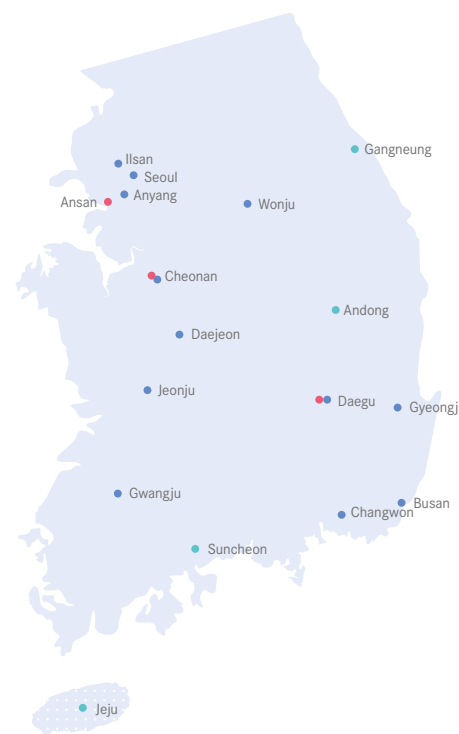 Ilsan
Gangneung
Seoul
Anyang
Ansan
Wonju
Cheonan
Andong
Daejeon
Jeonju
Daegu
Gyeongj
Gwangju
Busan
Changwon
Suncheon
Jeju